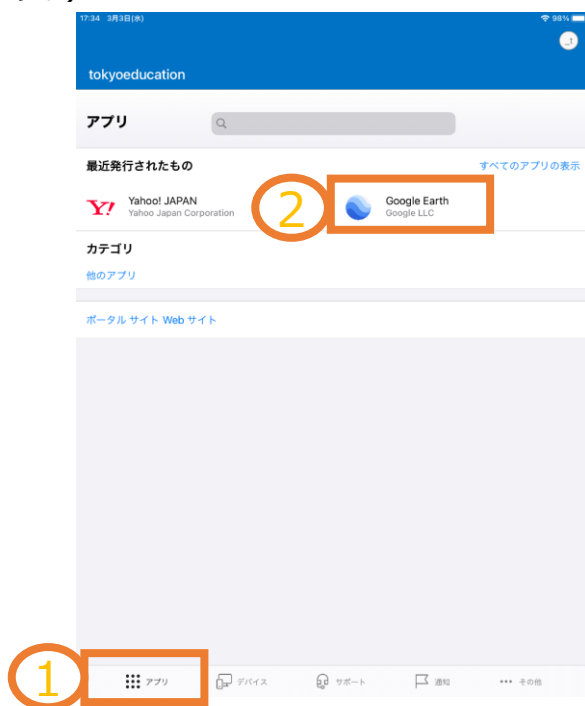 17:34 3月3日(水) 98%
tokyoeducation
アプリ
最近発行されたもの すべてのアプリの表示
Y! Yahoo! JAPAN
Yahoo Japan Corporation
2
Google Earth
Google LLC
カテゴリ
他のアプリ
ポータル サイト Web サイト
1
アプリ デバイス サポート 通知 その他